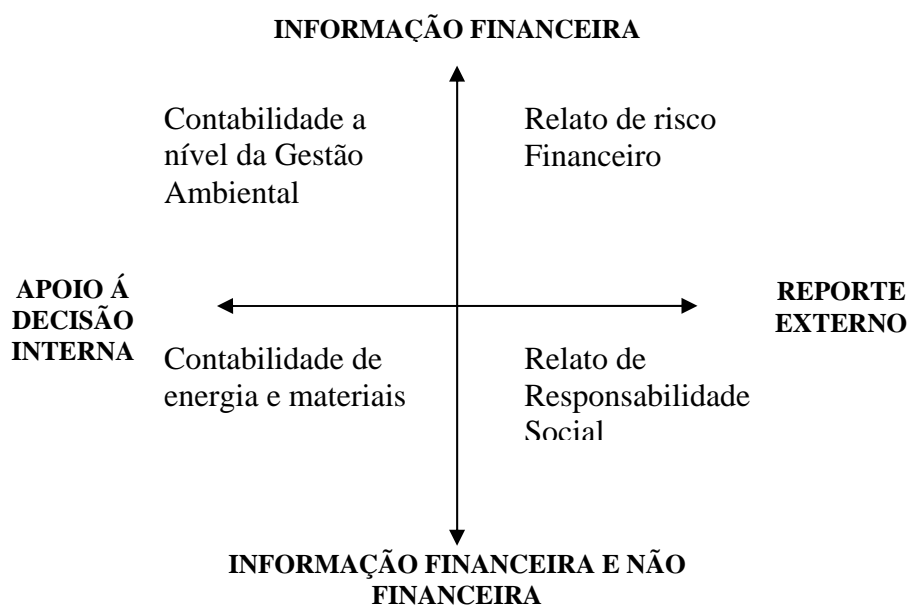 INFORMAÇÃO FINANCEIRA
Contabilidade a
nível da Gestão
Ambiental
Relato de risco
Financeiro
APOIO Á
DECISÃO
INTERNA
REPORTE
EXTERNO
Contabilidade de
energia e materiais
Relato de
Responsabilidade
Social
INFORMAÇÃO FINANCEIRA E NÃO
FINANCEIRA